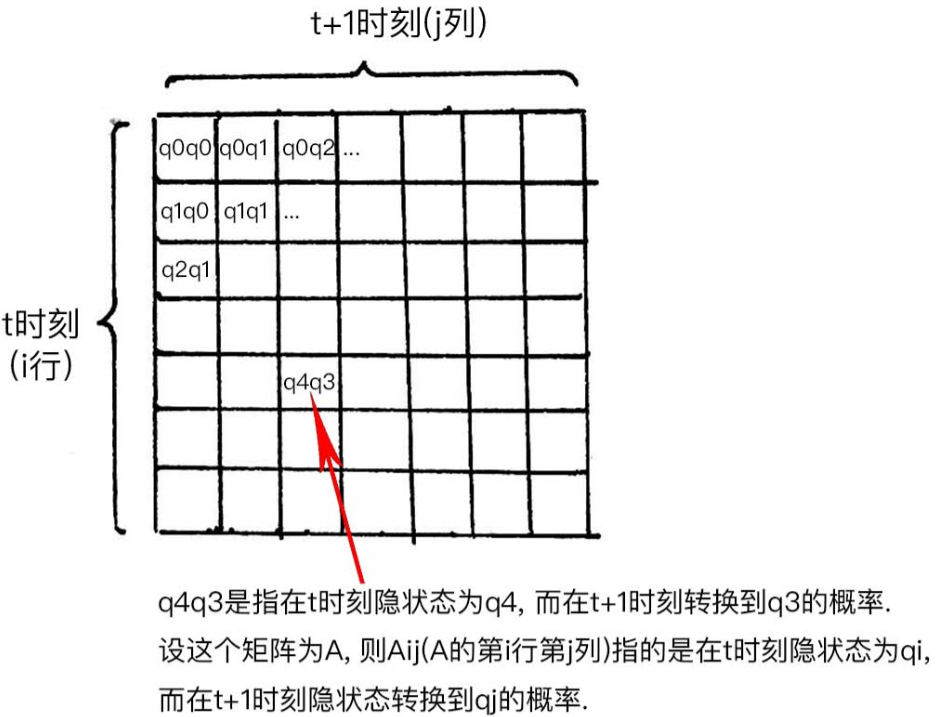 t+1时刻(j列)
q0q0 q0q1 q0q2 ...
q1q0 q1q1 ...
q2q1
t时刻
(i行)
q4q3
q4q3是指在t时刻隐状态为q4, 而在t+1时刻转换到q3的概率.
设这个矩阵为A, 则Aij(A的第i行第j列)指的是在t时刻隐状态为qi,
而在t+1时刻隐状态转换到qj的概率.